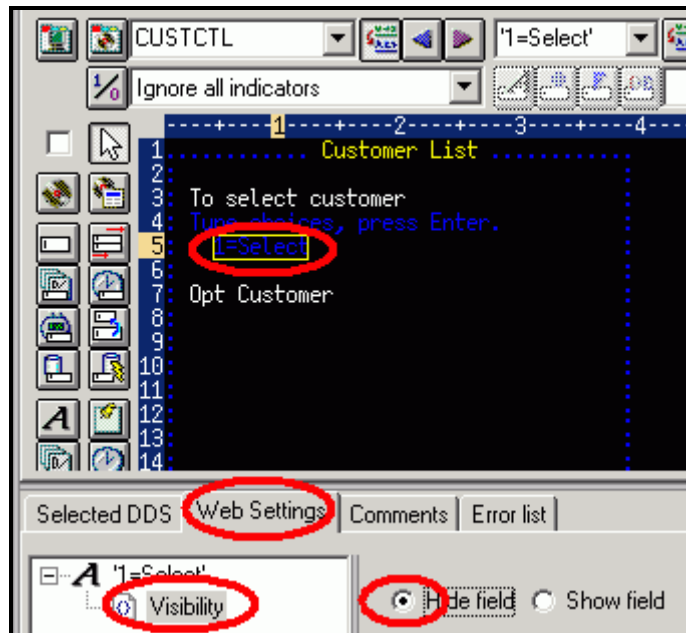 CUSTCTL '1=Select'
1/0 Ignore all indicators
----+----1----+----2----+----3----+----4---
1 ............ Customer List ............
2
3 To select customer
4 Type choices, press Enter.
5 1=Select
6
7 Opt Customer
8
9
10
11
12
13
14
Selected DDS Web Settings Comments Error list
A '1=Select'
Visibility Hide field Show field